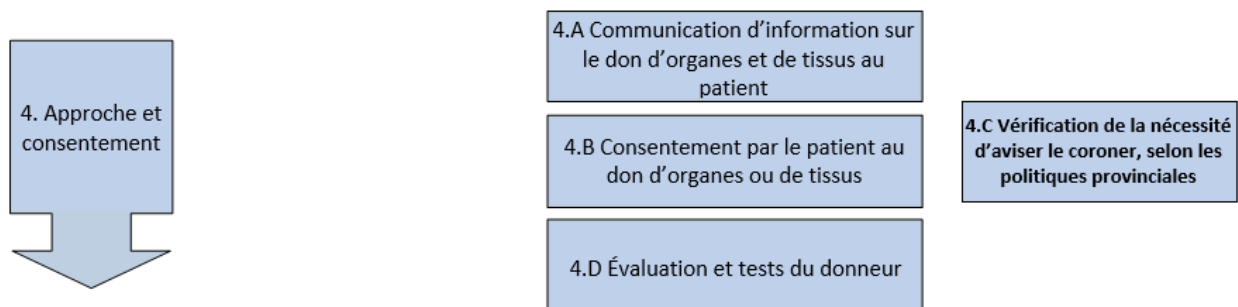 4. Approche et
consentement
4.A Communication d’information sur
le don d’organes et de tissus au
patient
4.B Consentement par le patient au
don d’organes ou de tissus
4.C Vérification de la nécessité
d’aviser le coroner, selon les
politiques provinciales
4.D Évaluation et tests du donneur